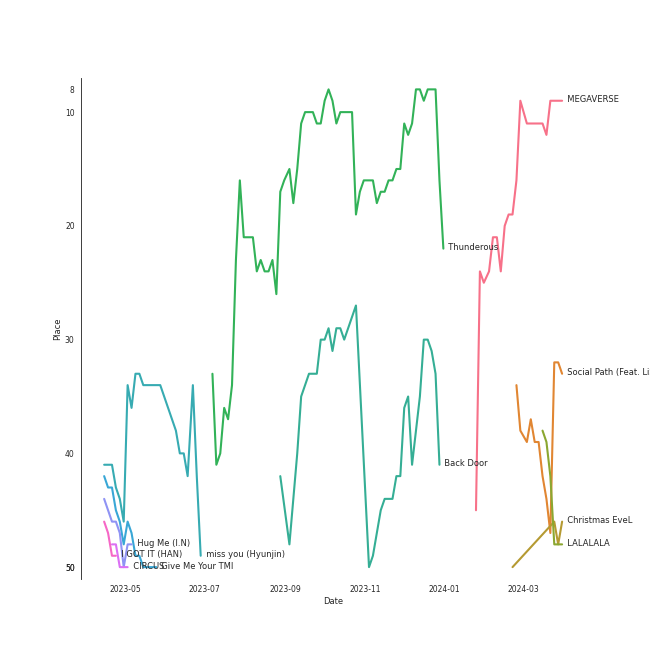 8
10
MEGAVERSE
20
Thunderous
Place
30
Social Path (Feat. Li
40
Back Door
Christmas EveL
Hug Me (I.N)
LALALALA
I GOT IT (HAN)
miss you (Hyunjin)
50
CIRCUS
Give Me Your TMI
2023-05
2023-07
2023-09
2023-11
2024-01
2024-03
Date